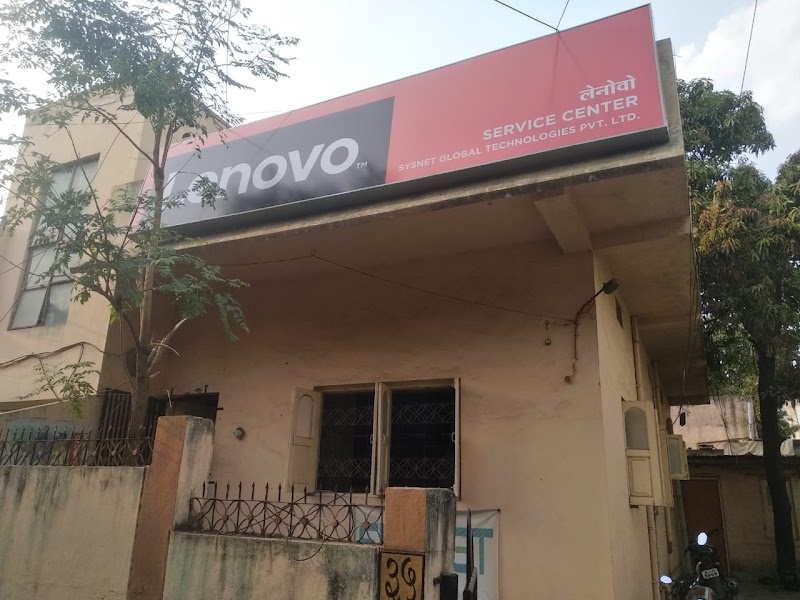 लेनोवो
Lenovo™
SERVICE CENTER
SYSNET GLOBAL TECHNOLOGIES PVT. LTD.